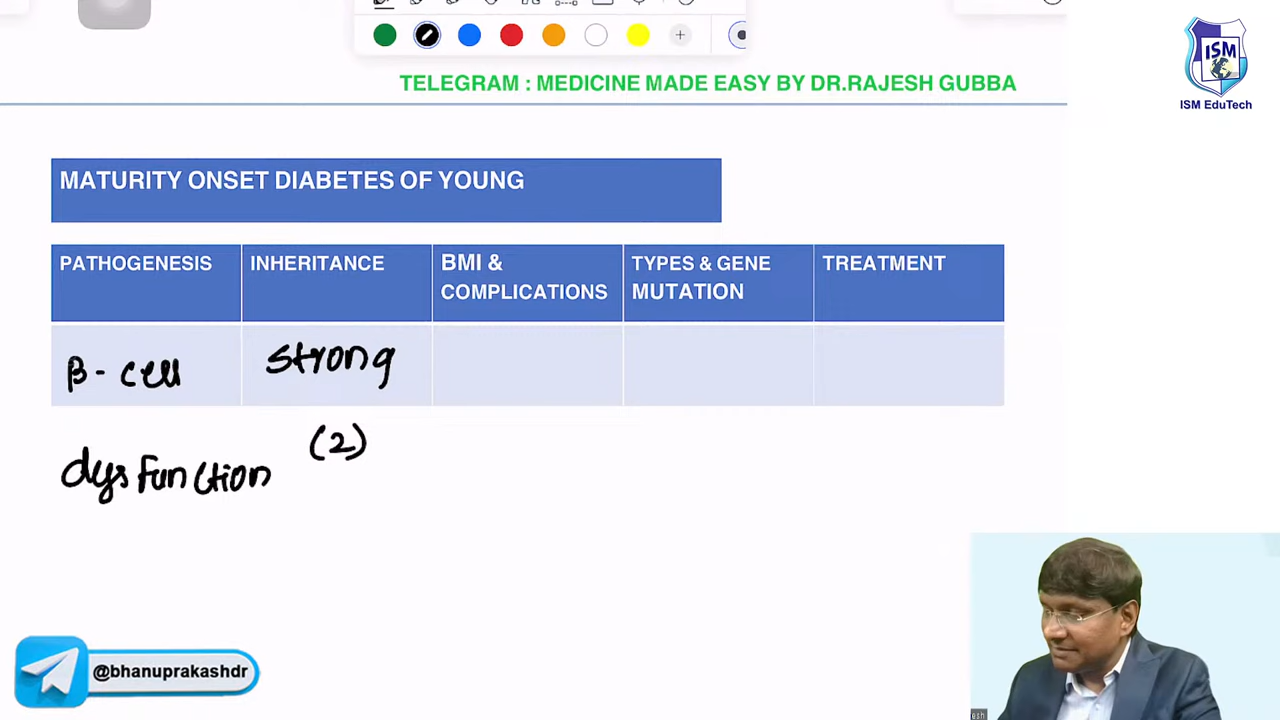 TELEGRAM : MEDICINE MADE EASY BY DR.RAJESH GUBBA
ISM
ISM EduTech
MATURITY ONSET DIABETES OF YOUNG
PATHOGENESIS
INHERITANCE
BMI &
COMPLICATIONS
TYPES & GENE
MUTATION
TREATMENT
β- cell
dysfunction
strong
(2)
@bhanuprakashdr
esh